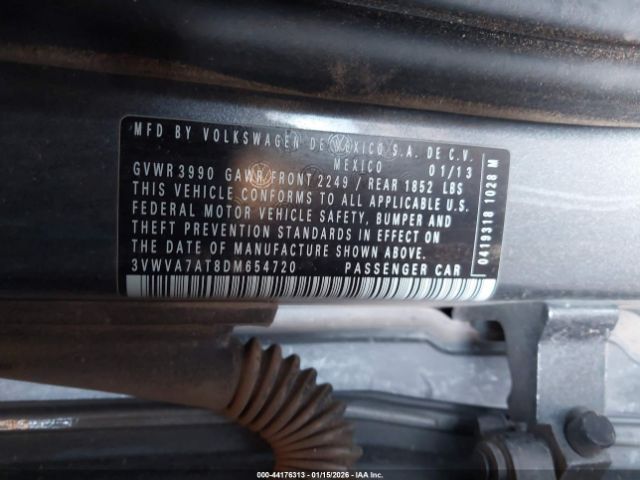 MFD BY VOLKSWAGEN DE MEXICO S.A. DE C.V.
MEXICO 01/13
GVWR 3990 GAWR FRONT 2249 / REAR 1852 LBS
THIS VEHICLE CONFORMS TO ALL APPLICABLE U.S.
FEDERAL MOTOR VEHICLE SAFETY, BUMPER AND
THEFT PREVENTION STANDARDS IN EFFECT ON
THE DATE OF MANUFACTURE SHOWN ABOVE.
3VWVA7AT8DM654720 PASSENGER CAR
0419318 1028 M
000-44176313 - 01/15/2026 - IAA Inc.